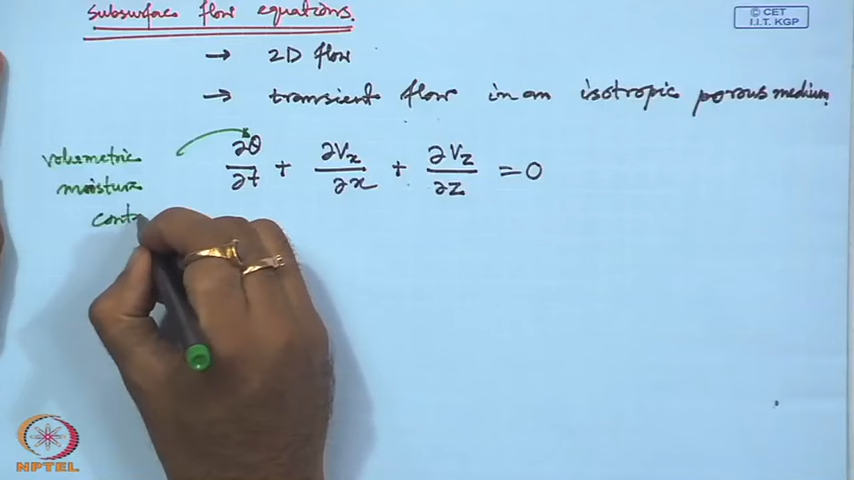 subsurface flow equations.
© CET
I.I.T. KGP
→ 2D flow
→ transient flow in an isotropic porous medium.
∂θ/∂t + ∂Vx/∂x + ∂Vz/∂z = 0
volumetric
moisture
conte
NPTEL